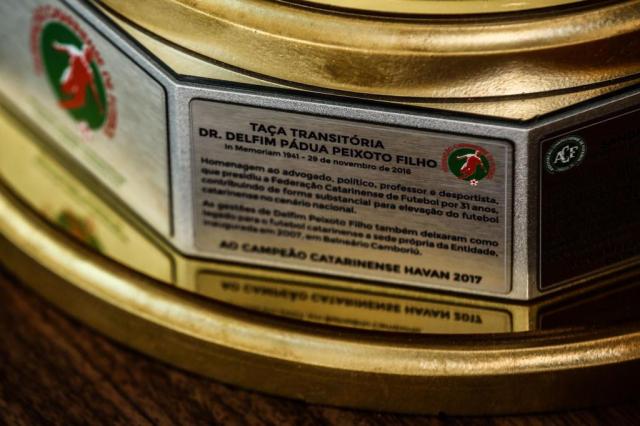 TAÇA TRANSITÓRIA
DR. DELFIM PÁDUA PEIXOTO FILHO
In Memoriam 1941 - 29 de novembro de 2016
Homenagem ao advogado, político, professor e desportista,
que presidiu a Federação Catarinense de Futebol por 31 anos,
contribuindo de forma substancial para elevação do futebol
catarinense no cenário nacional.
As gestões de Delfim Peixoto Filho também deixaram como
legado para o futebol catarinense a sede própria da Entidade,
inaugurada em 2007, em Balneário Camboriú.
AO CAMPEÃO CATARINENSE HAVAN 2017